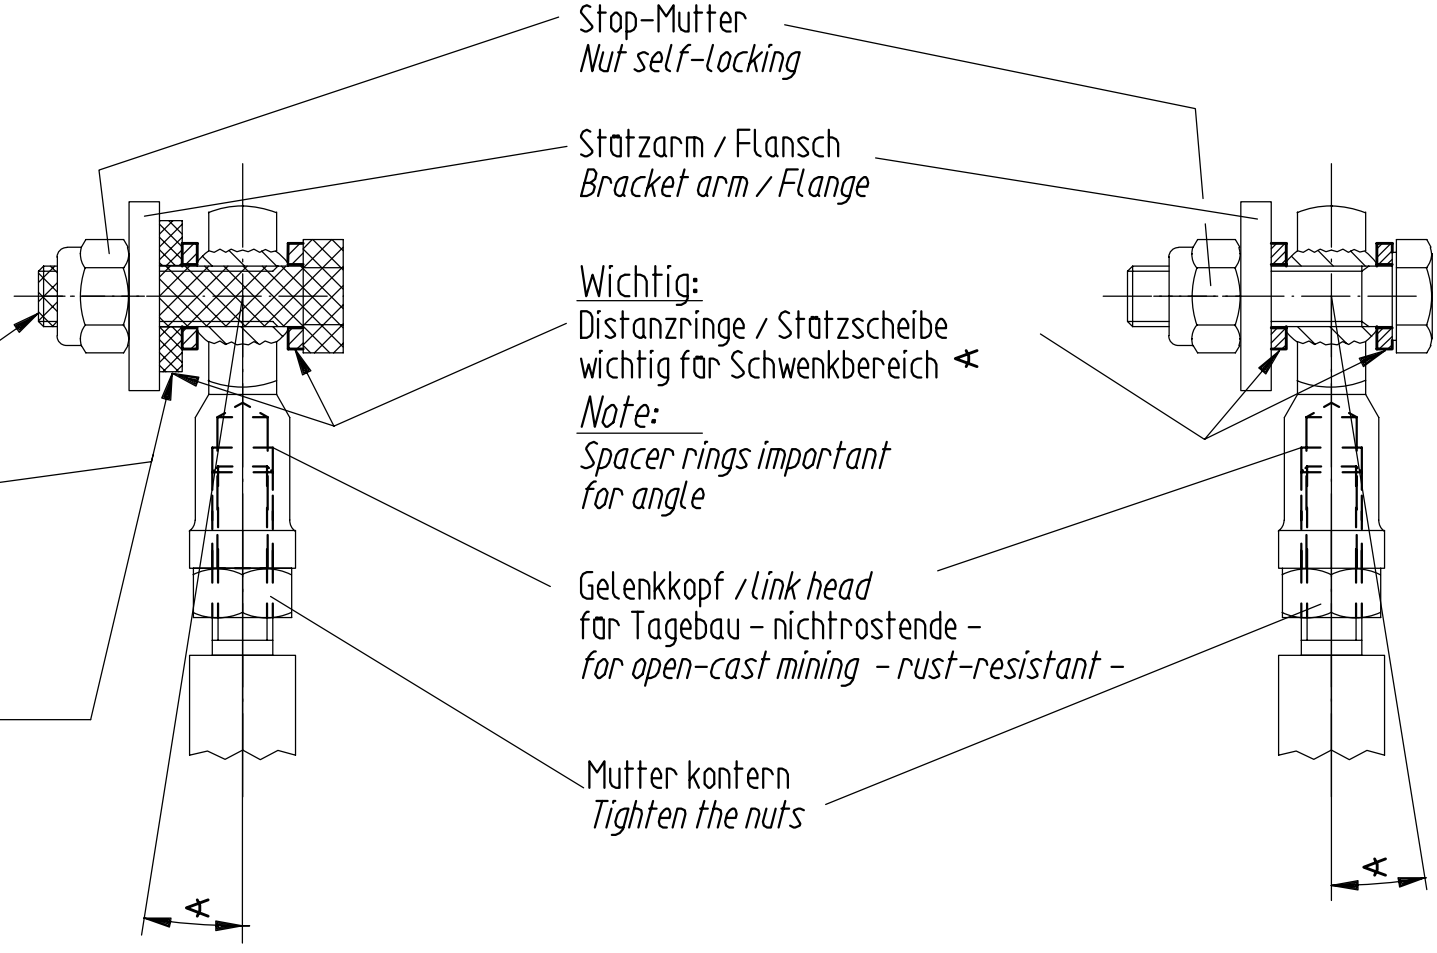 Stop-Mutter
Nut self-locking
Stützarm / Flansch
Bracket arm / Flange
Wichtig:
Distanzringe / Stützscheibe
wichtig für Schwenkbereich ∢
Note:
Spacer rings important
for angle
Gelenkkopf / link head
für Tagebau - nichtrostende -
for open-cast mining - rust-resistant -
Mutter kontern
Tighten the nuts
∢
∢